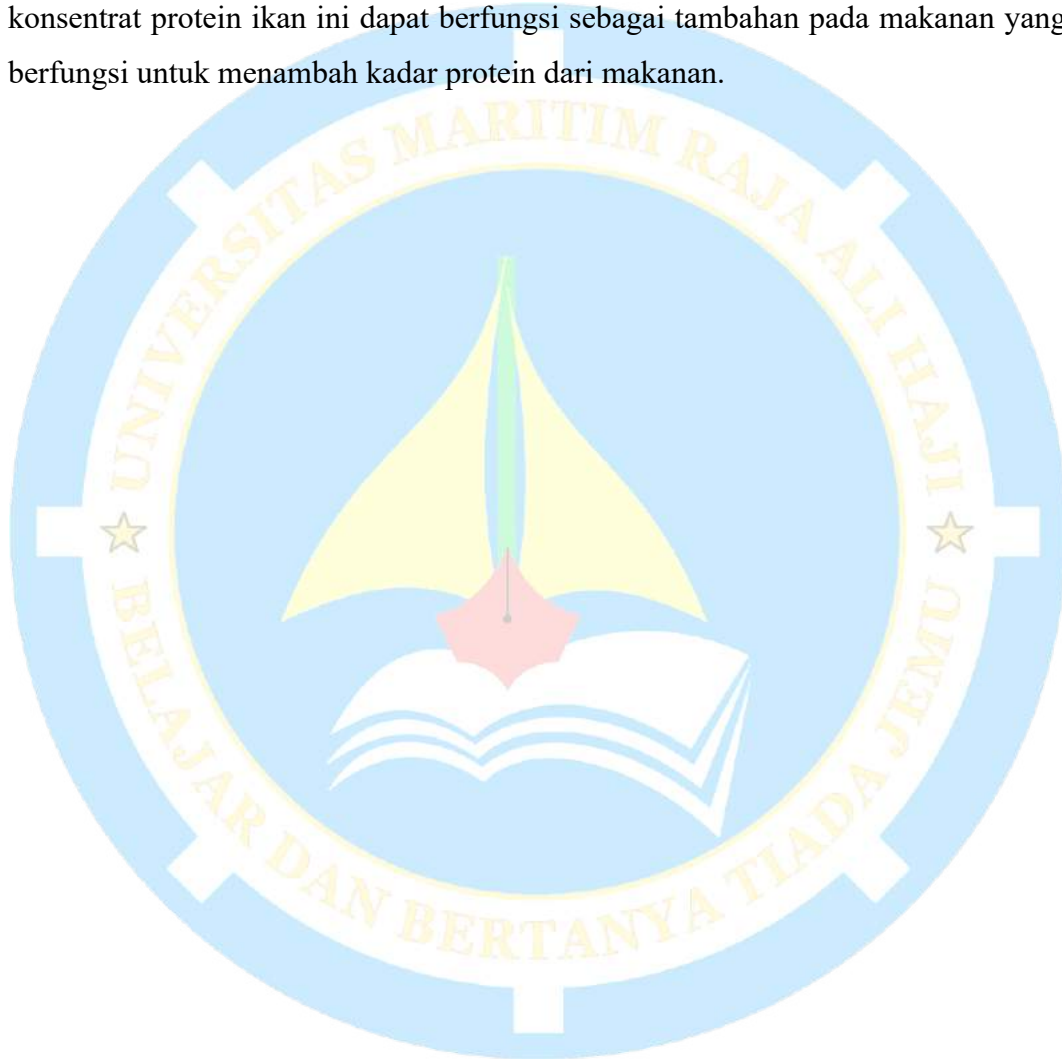 konsentrat protein ikan ini dapat berfungsi sebagai tambahan pada makanan yang
berfungsi untuk menambah kadar protein dari makanan.
UNIVERSITAS MARITIM RAJA ALI HAJI
BELAJAR DAN BERTANYA TIADA JEMU